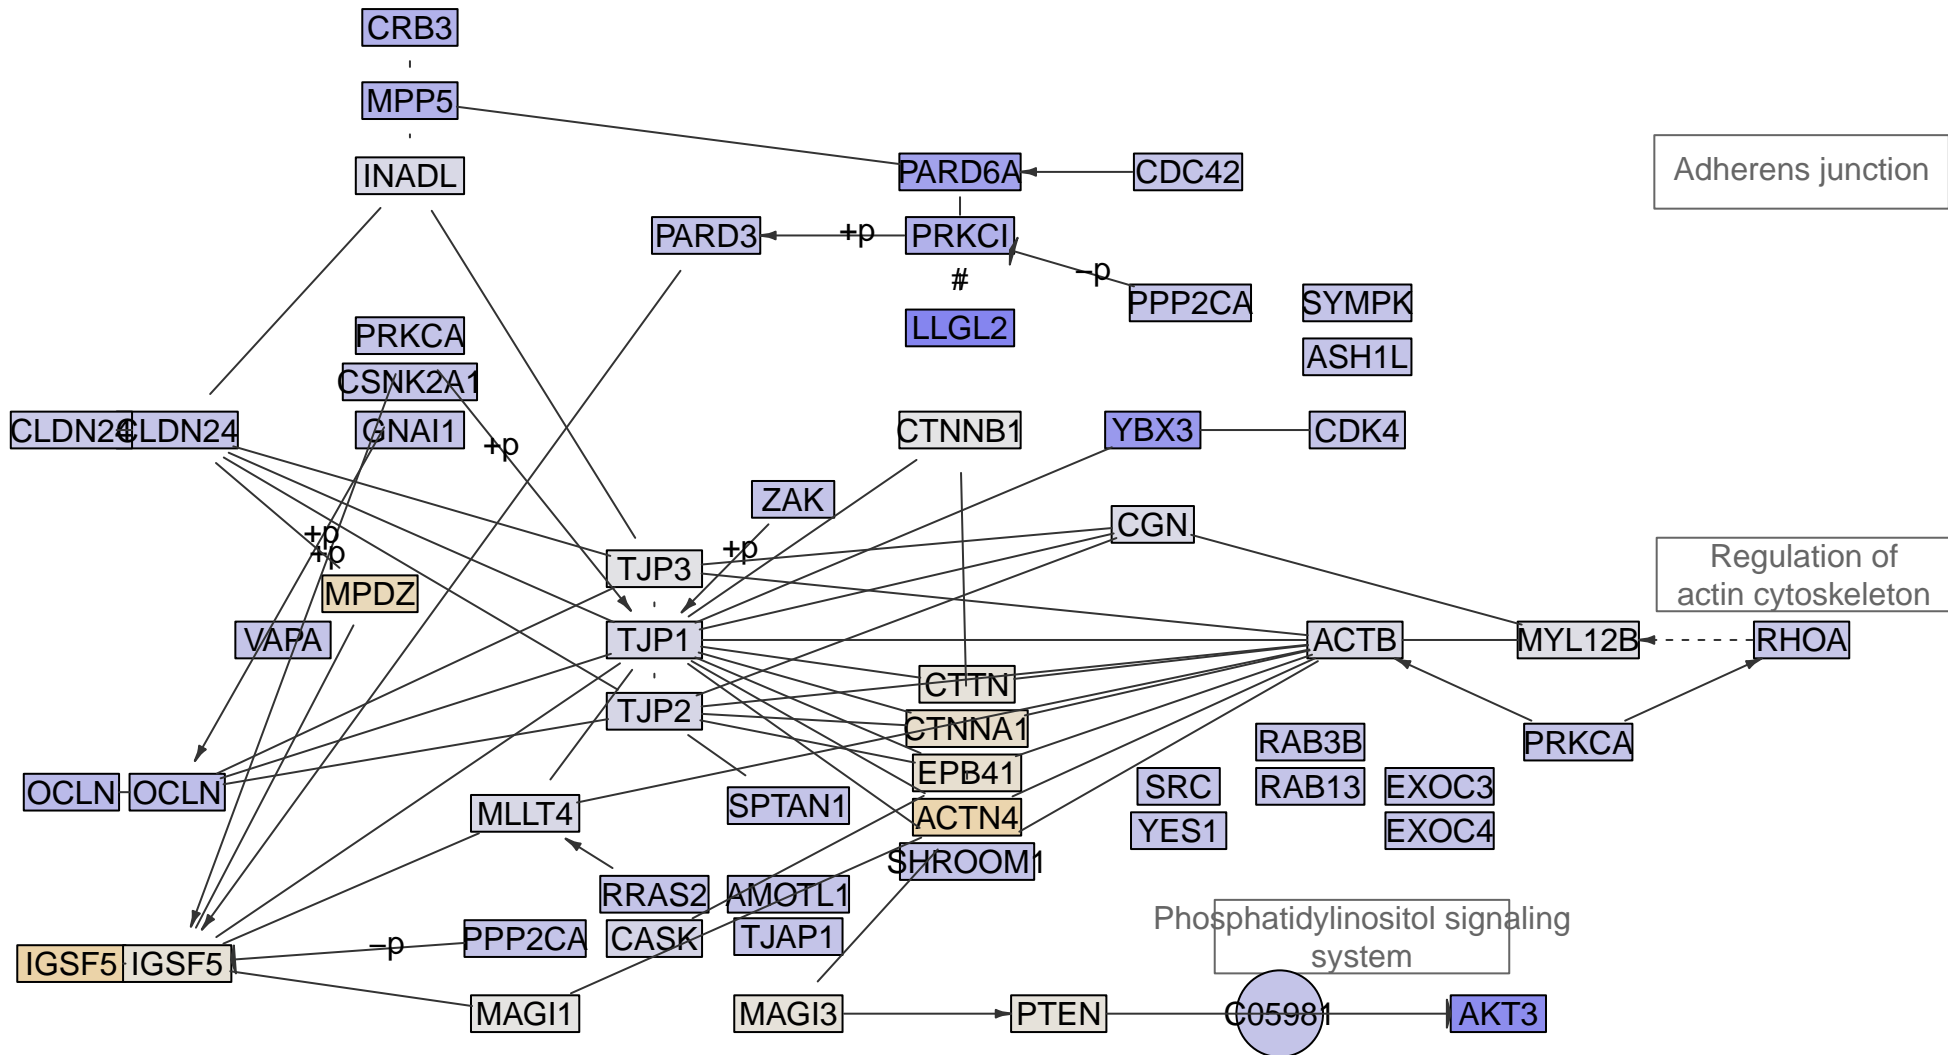 CRB3
MPP5
INADL
PARD6A
CDC42
Adherens junction
PARD3
+p
PRKCI
–p
#
PPP2CA
SYMPK
LLGL2
PRKCA
ASH1L
CSNK2A1
CLDN24
CLDN24
GNAI1
+p
CTNNB1
YBX3
CDK4
ZAK
CGN
+p
+p
+p
TJP3
MPDZ
Regulation of
actin cytoskeleton
VAPA
TJP1
ACTB
MYL12B
RHOA
CTTN
TJP2
CTNNA1
RAB3B
PRKCA
EPB41
OCLN
OCLN
SRC
RAB13
EXOC3
MLLT4
SPTAN1
ACTN4
YES1
EXOC4
SHROOM1
RRAS2
AMOTL1
PPP2CA
–p
CASK
TJAP1
Phosphatidylinositol signaling
system
IGSF5
IGSF5
MAGI1
MAGI3
PTEN
C05981
AKT3